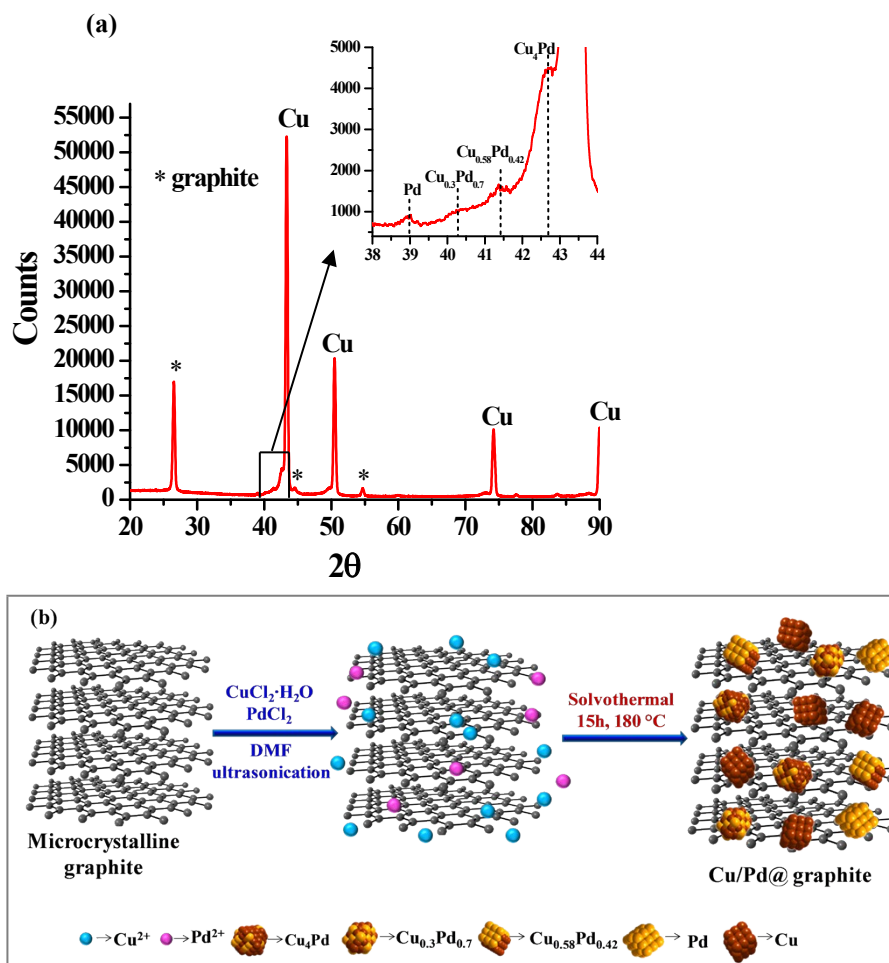 (a)
Cu
* graphite
Cu
Cu
Cu
*
*
*
Counts
55000
50000
45000
40000
35000
30000
25000
20000
15000
10000
5000
0
20
30
40
50
60
70
80
90
2θ
5000
4000
3000
2000
1000
38
39
40
41
42
43
44
Pd
Cu₀.₃Pd₀.₇
Cu₀.₅₈Pd₀.₄₂
Cu₄Pd
(b)
CuCl₂·H₂O
PdCl₂
DMF
ultrasonication
Solvothermal
15h, 180 °C
Microcrystalline
graphite
Cu/Pd@ graphite
→Cu²⁺ →Pd²⁺ →Cu₄Pd →Cu₀.₃Pd₀.₇ →Cu₀.₅₈Pd₀.₄₂ → Pd →Cu